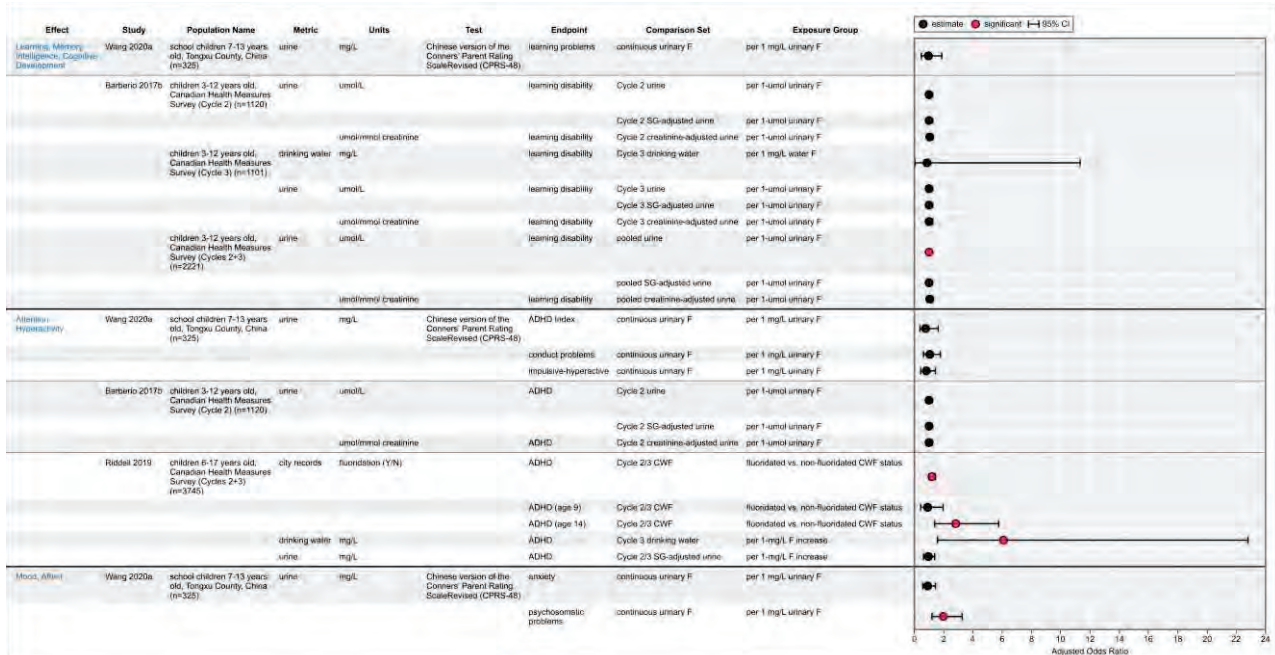 Effect Study Population Name Metric Units Test Endpoint Comparison Set Exposure Group
estimate significant 95% CI
Learning, Memory, Intelligence, Cognitive Development Wang 2020a school children 7-13 years old, Tongxu County, China (n=325) urine mg/L Chinese version of the Conners' Parent Rating ScaleRevised (CPRS-48) learning problems continuous urinary F per 1 mg/L urinary F
Barberio 2017b children 3-12 years old, Canadian Health Measures Survey (Cycle 2) (n=1120) urine umol/L learning disability Cycle 2 urine per 1-umol urinary F
Cycle 2 SG-adjusted urine per 1-umol urinary F
umol/mmol creatinine learning disability Cycle 2 creatinine-adjusted urine per 1-umol urinary F
children 3-12 years old, Canadian Health Measures Survey (Cycle 3) (n=1101) drinking water mg/L learning disability Cycle 3 drinking water per 1 mg/L water F
urine umol/L learning disability Cycle 3 urine per 1-umol urinary F
Cycle 3 SG-adjusted urine per 1-umol urinary F
umol/mmol creatinine learning disability Cycle 3 creatinine-adjusted urine per 1-umol urinary F
children 3-12 years old, Canadian Health Measures Survey (Cycles 2+3) (n=2221) urine umol/L learning disability pooled urine per 1-umol urinary F
pooled SG-adjusted urine per 1-umol urinary F
umol/mmol creatinine learning disability pooled creatinine-adjusted urine per 1-umol urinary F
Attention Hyperactivity Wang 2020a school children 7-13 years old, Tongxu County, China (n=325) urine mg/L Chinese version of the Conners' Parent Rating ScaleRevised (CPRS-48) ADHD Index continuous urinary F per 1 mg/L urinary F
conduct problems continuous urinary F per 1 mg/L urinary F
impulsive-hyperactive continuous urinary F per 1 mg/L urinary F
Barberio 2017b children 3-12 years old, Canadian Health Measures Survey (Cycle 2) (n=1120) urine umol/L ADHD Cycle 2 urine per 1-umol urinary F
Cycle 2 SG-adjusted urine per 1-umol urinary F
umol/mmol creatinine ADHD Cycle 2 creatinine-adjusted urine per 1-umol urinary F
Riddell 2019 children 6-17 years old, Canadian Health Measures Survey (Cycles 2+3) (n=3745) city records fluoridation (Y/N) ADHD Cycle 2/3 CWF fluoridated vs. non-fluoridated CWF status
ADHD (age 9) Cycle 2/3 CWF fluoridated vs. non-fluoridated CWF status
ADHD (age 14) Cycle 2/3 CWF fluoridated vs. non-fluoridated CWF status
drinking water mg/L ADHD Cycle 3 drinking water per 1-mg/L F increase
urine mg/L ADHD Cycle 2/3 SG-adjusted urine per 1-mg/L F increase
Mood, Affect Wang 2020a school children 7-13 years old, Tongxu County, China (n=325) urine mg/L Chinese version of the Conners' Parent Rating ScaleRevised (CPRS-48) anxiety continuous urinary F per 1 mg/L urinary F
psychosomatic problems continuous urinary F per 1 mg/L urinary F
0 2 4 6 8 10 12 14 16 18 20 22 24
Adjusted Odds Ratio